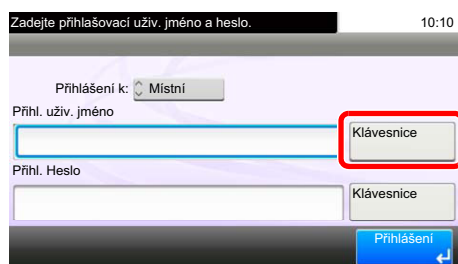 Zadejte přihlašovací uživ. jméno a heslo. 10:10
Přihlášení k: Místní
Přihl. uživ. jméno
Klávesnice
Přihl. Heslo
Klávesnice
Přihlášení